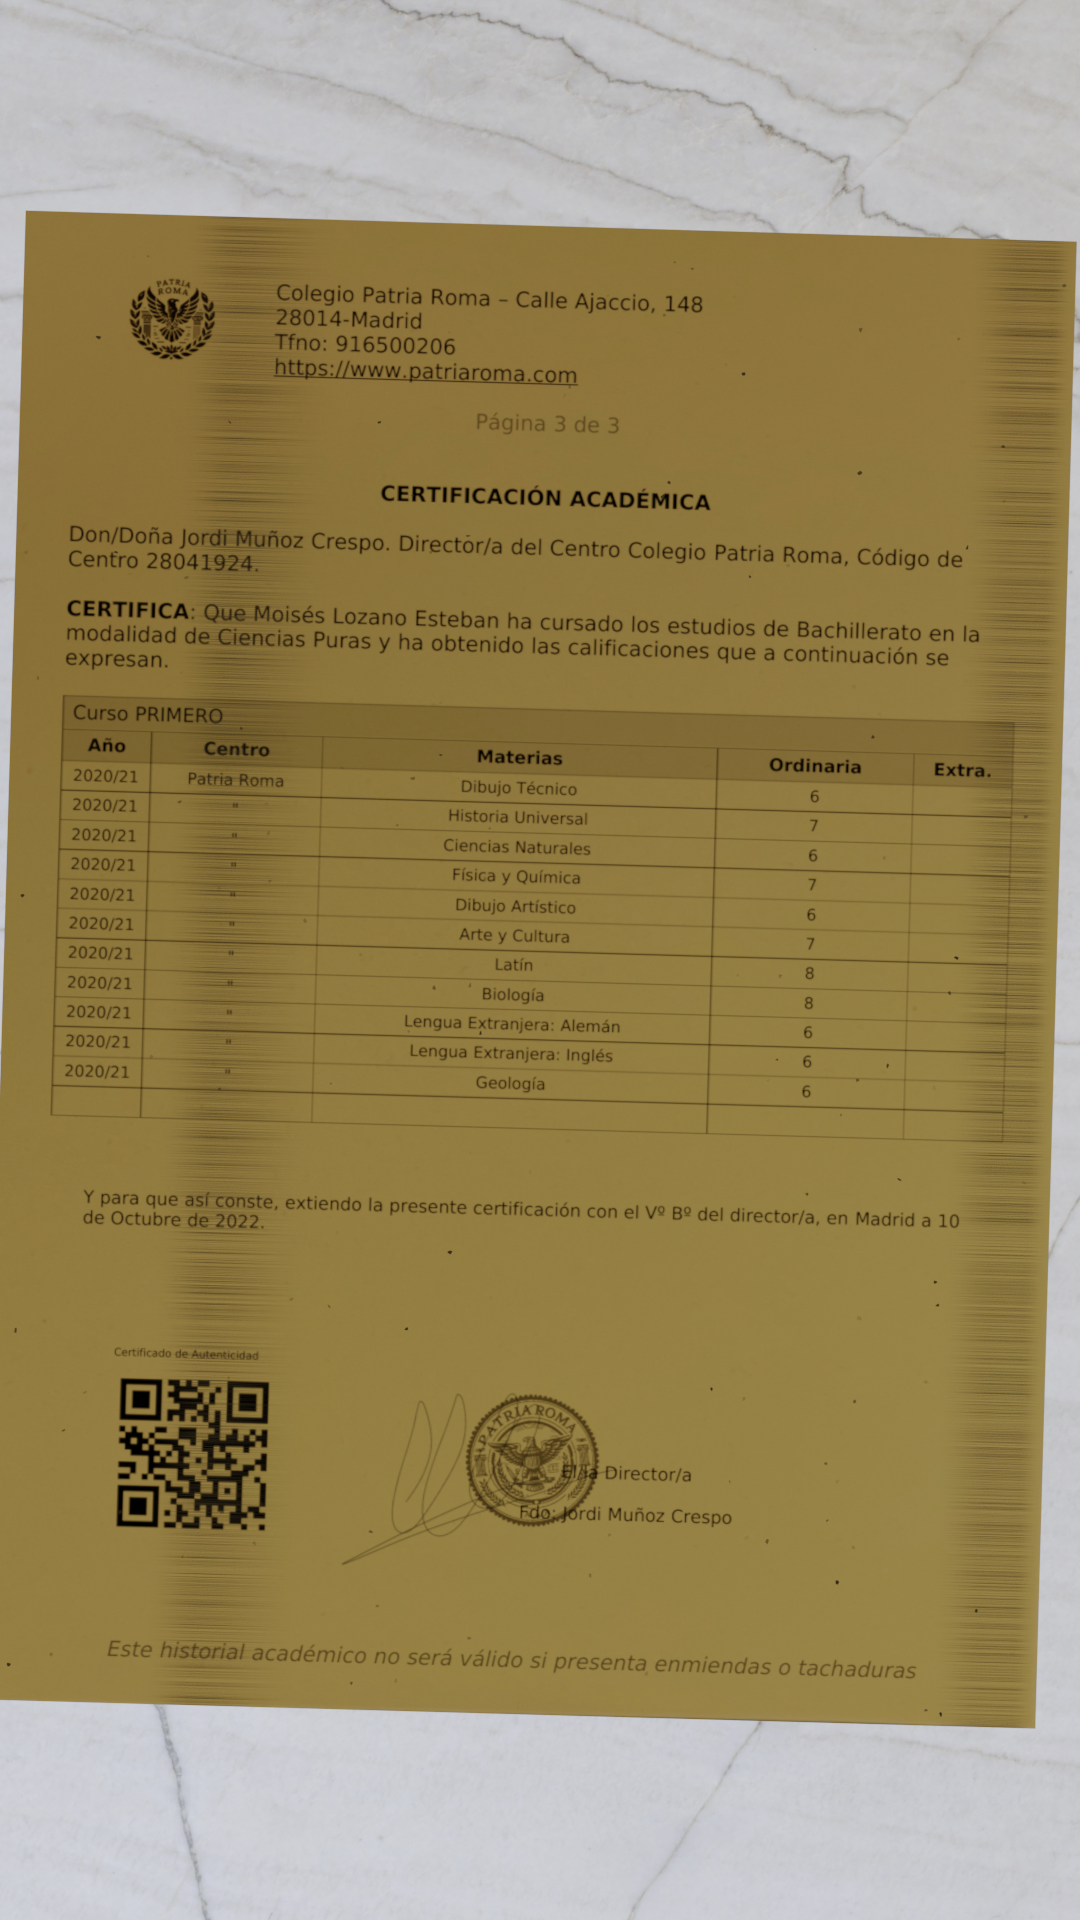 PATRIA
ROMA
Colegio Patria Roma – Calle Ajaccio, 148
28014-Madrid
Tfno: 916500206
https://www.patriaroma.com
Página 3 de 3
CERTIFICACIÓN ACADÉMICA
Don/Doña Jordi Muñoz Crespo. Director/a del Centro Colegio Patria Roma, Código de
Centro 28041924.
CERTIFICA: Que Moisés Lozano Esteban ha cursado los estudios de Bachillerato en la
modalidad de Ciencias Puras y ha obtenido las calificaciones que a continuación se
expresan.
Curso PRIMERO
Año Centro Materias Ordinaria Extra.
2020/21 Patria Roma Dibujo Técnico 6
2020/21 " Historia Universal 7
2020/21 " Ciencias Naturales 6
2020/21 " Física y Química 7
2020/21 " Dibujo Artístico 6
2020/21 " Arte y Cultura 7
2020/21 " Latín 8
2020/21 " Biología 8
2020/21 " Lengua Extranjera: Alemán 6
2020/21 " Lengua Extranjera: Inglés 6
2020/21 " Geología 6
Y para que así conste, extiendo la presente certificación con el Vº Bº del director/a, en Madrid a 10
de Octubre de 2022.
Certificado de Autenticidad
PATRIA ROMA
El/la Director/a
Fdo: Jordi Muñoz Crespo
Este historial académico no será válido si presenta enmiendas o tachaduras